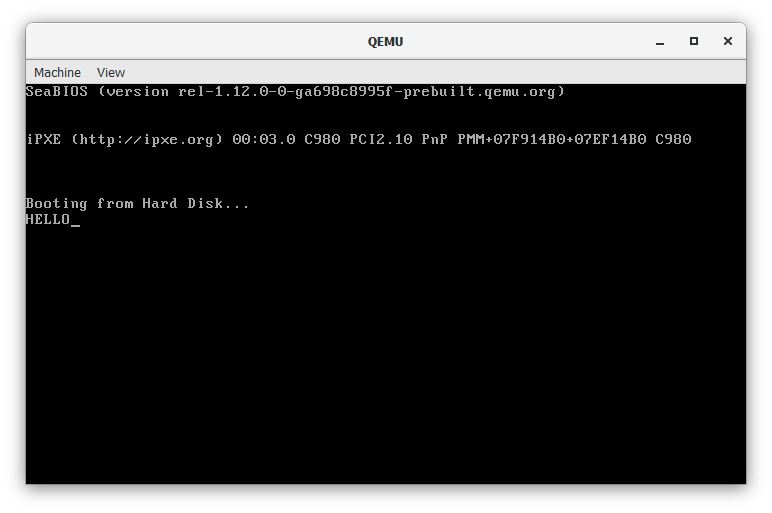 QEMU
Machine View
SeaBIOS (version rel-1.12.0-0-ga698c8995f-prebuilt.qemu.org)
iPXE (http://ipxe.org) 00:03.0 C980 PCI2.10 PnP PMM+07F914B0+07EF14B0 C980
Booting from Hard Disk...
HELLO_